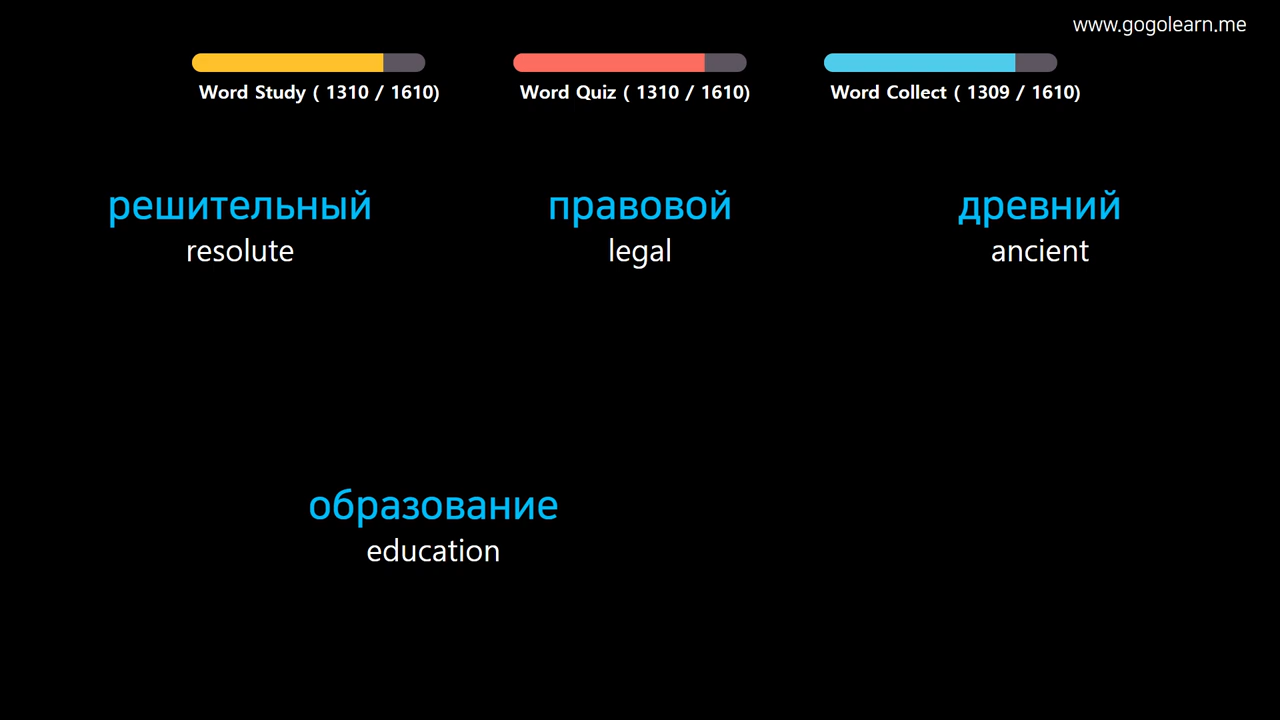 www.gogolearn.me
Word Study ( 1310 / 1610)
Word Quiz ( 1310 / 1610)
Word Collect ( 1309 / 1610)
решительный
resolute
правовой
legal
древний
ancient
образование
education